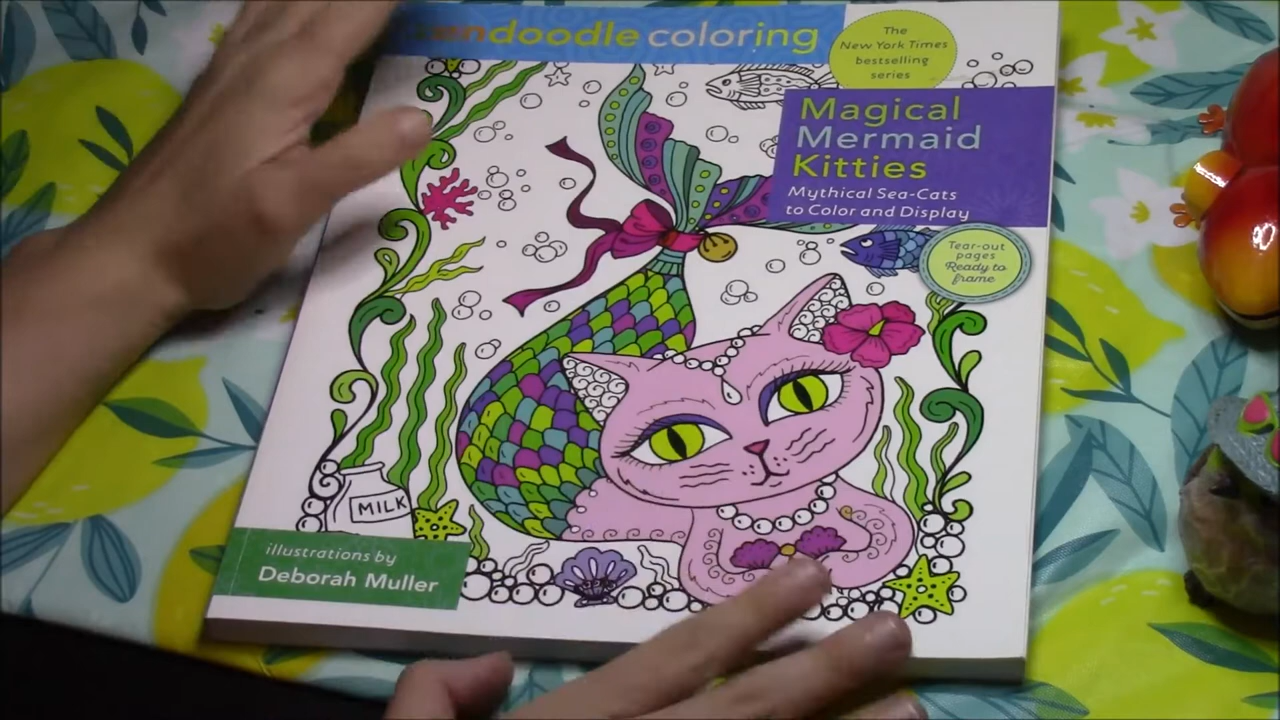 doodle coloring
The
New York Times
bestselling
series
Magical
Mermaid
Kitties
Mythical Sea-Cats
to Color and Display
Tear-out
pages
Ready to
frame
MILK
illustrations by
Deborah Muller